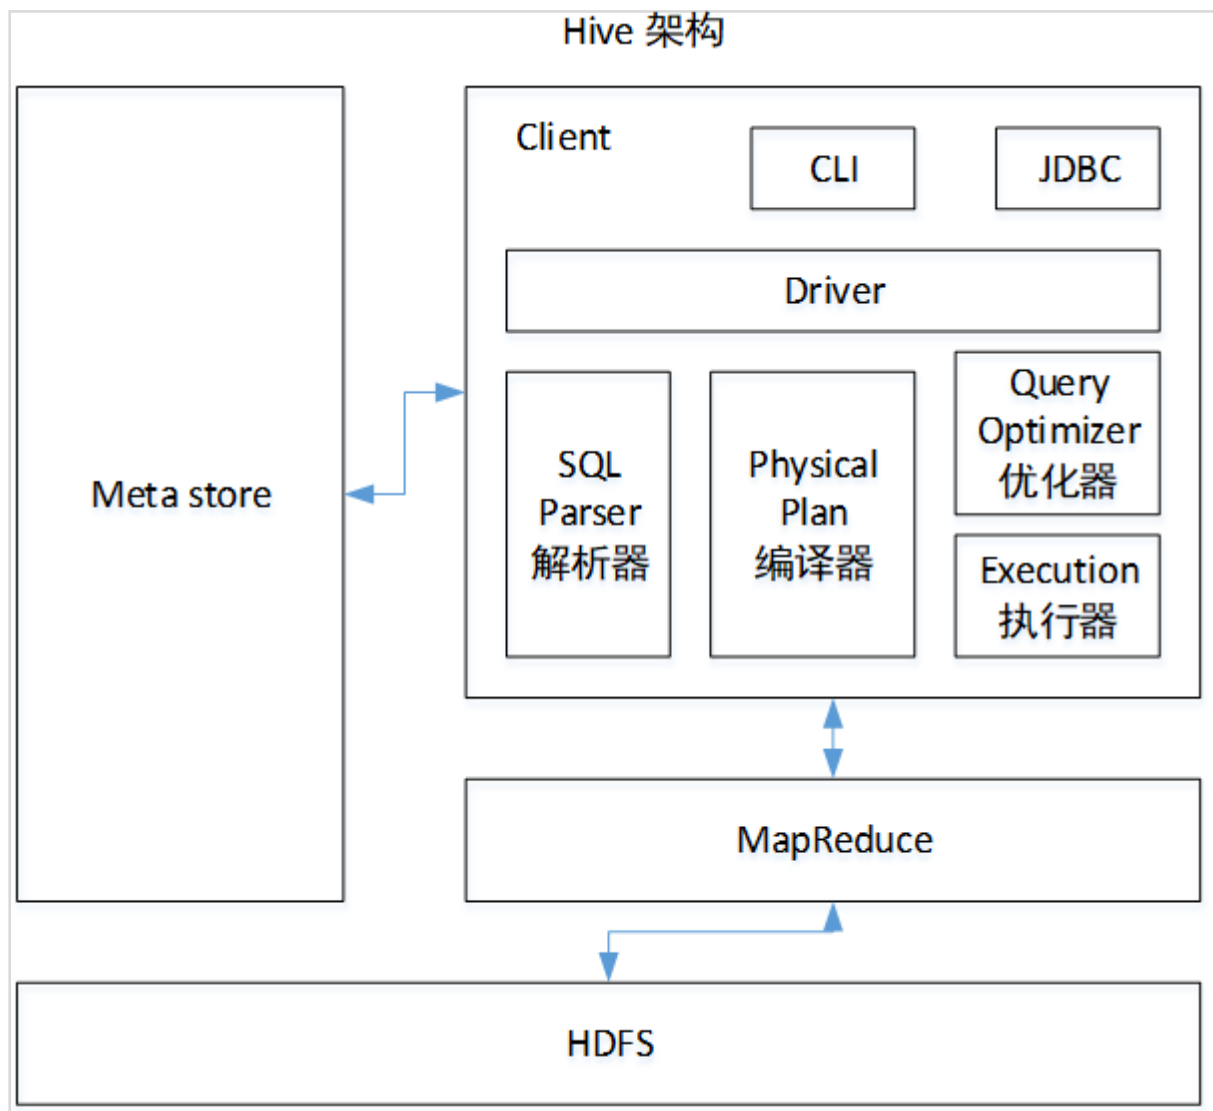 Hive 架构
Client
CLI
JDBC
Driver
Meta store
SQL
Parser
解析器
Physical
Plan
编译器
Query
Optimizer
优化器
Execution
执行器
MapReduce
HDFS